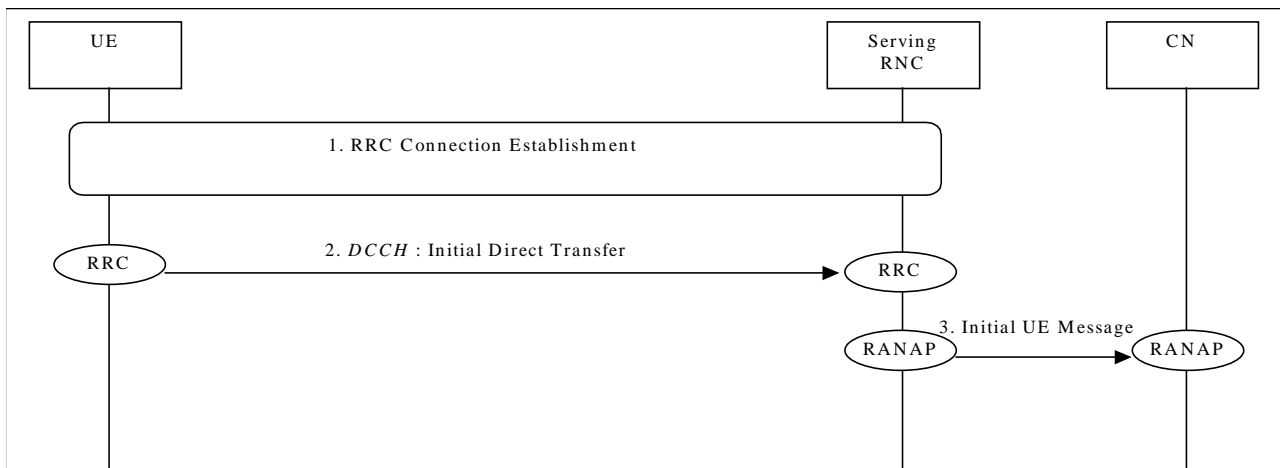 UE
Serving
RNC
CN
1. RRC Connection Establishment
2. DCCH : Initial Direct Transfer
RRC
RRC
3. Initial UE Message
RANAP
RANAP